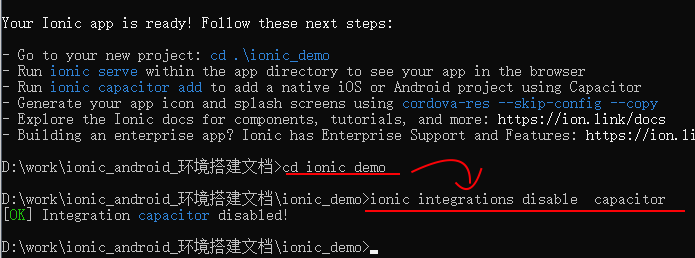 Your Ionic app is ready! Follow these next steps:
- Go to your new project: cd .\ionic_demo
- Run ionic serve within the app directory to see your app in the browser
- Run ionic capacitor add to add a native iOS or Android project using Capacitor
- Generate your app icon and splash screens using cordova-res --skip-config --copy
- Explore the Ionic docs for components, tutorials, and more: https://ion.link/docs
- Building an enterprise app? Ionic has Enterprise Support and Features: https://ion.l
D:\work\ionic_android_环境搭建文档>cd ionic_demo
D:\work\ionic_android_环境搭建文档\ionic_demo>ionic integrations disable  capacitor
[OK] Integration capacitor disabled!
D:\work\ionic_android_环境搭建文档\ionic_demo>